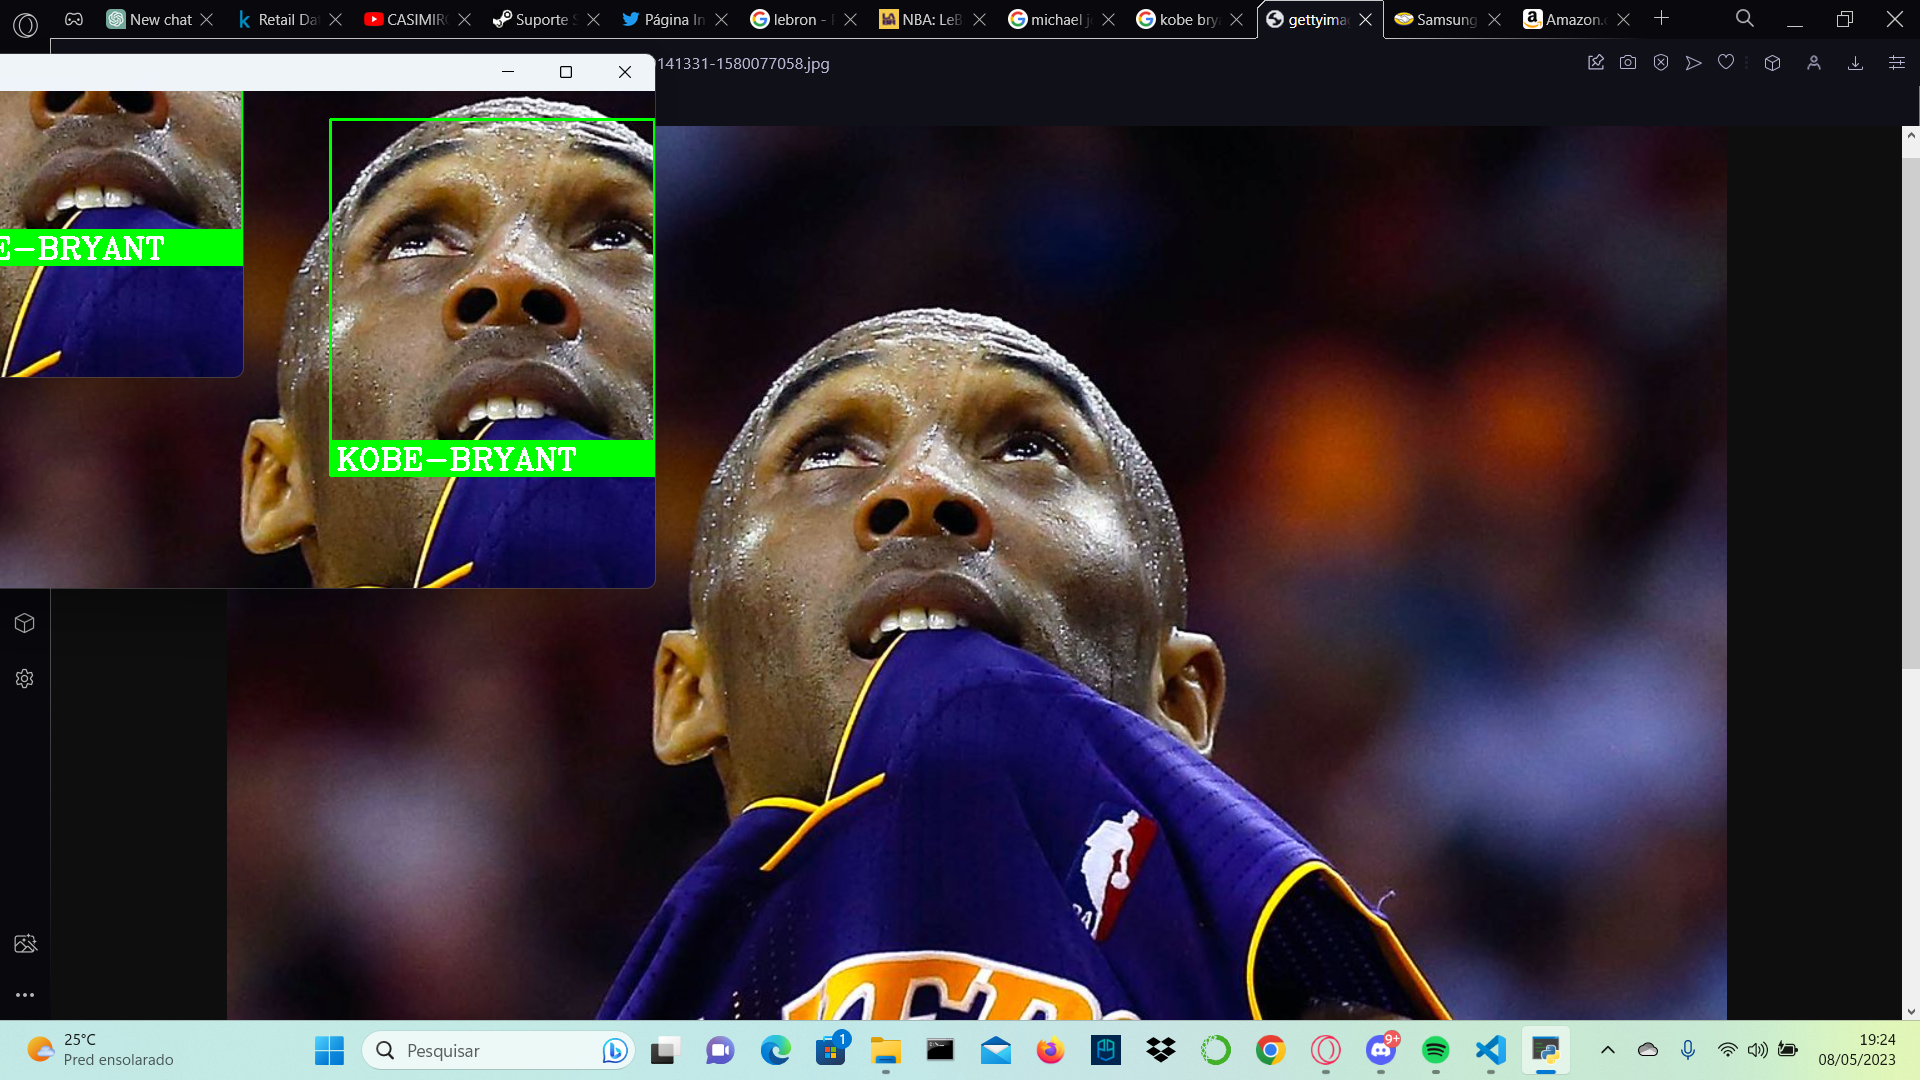 New chat
Retail Da
CASIMIR
Suporte S
Página In
lebron - 
NBA: LeB
michael j
kobe bry
gettyima
Samsung
Amazon.
141331-1580077058.jpg
E-BRYANT
KOBE-BRYANT
25°C
Pred ensolarado
Pesquisar
1
9+
19:24
08/05/2023